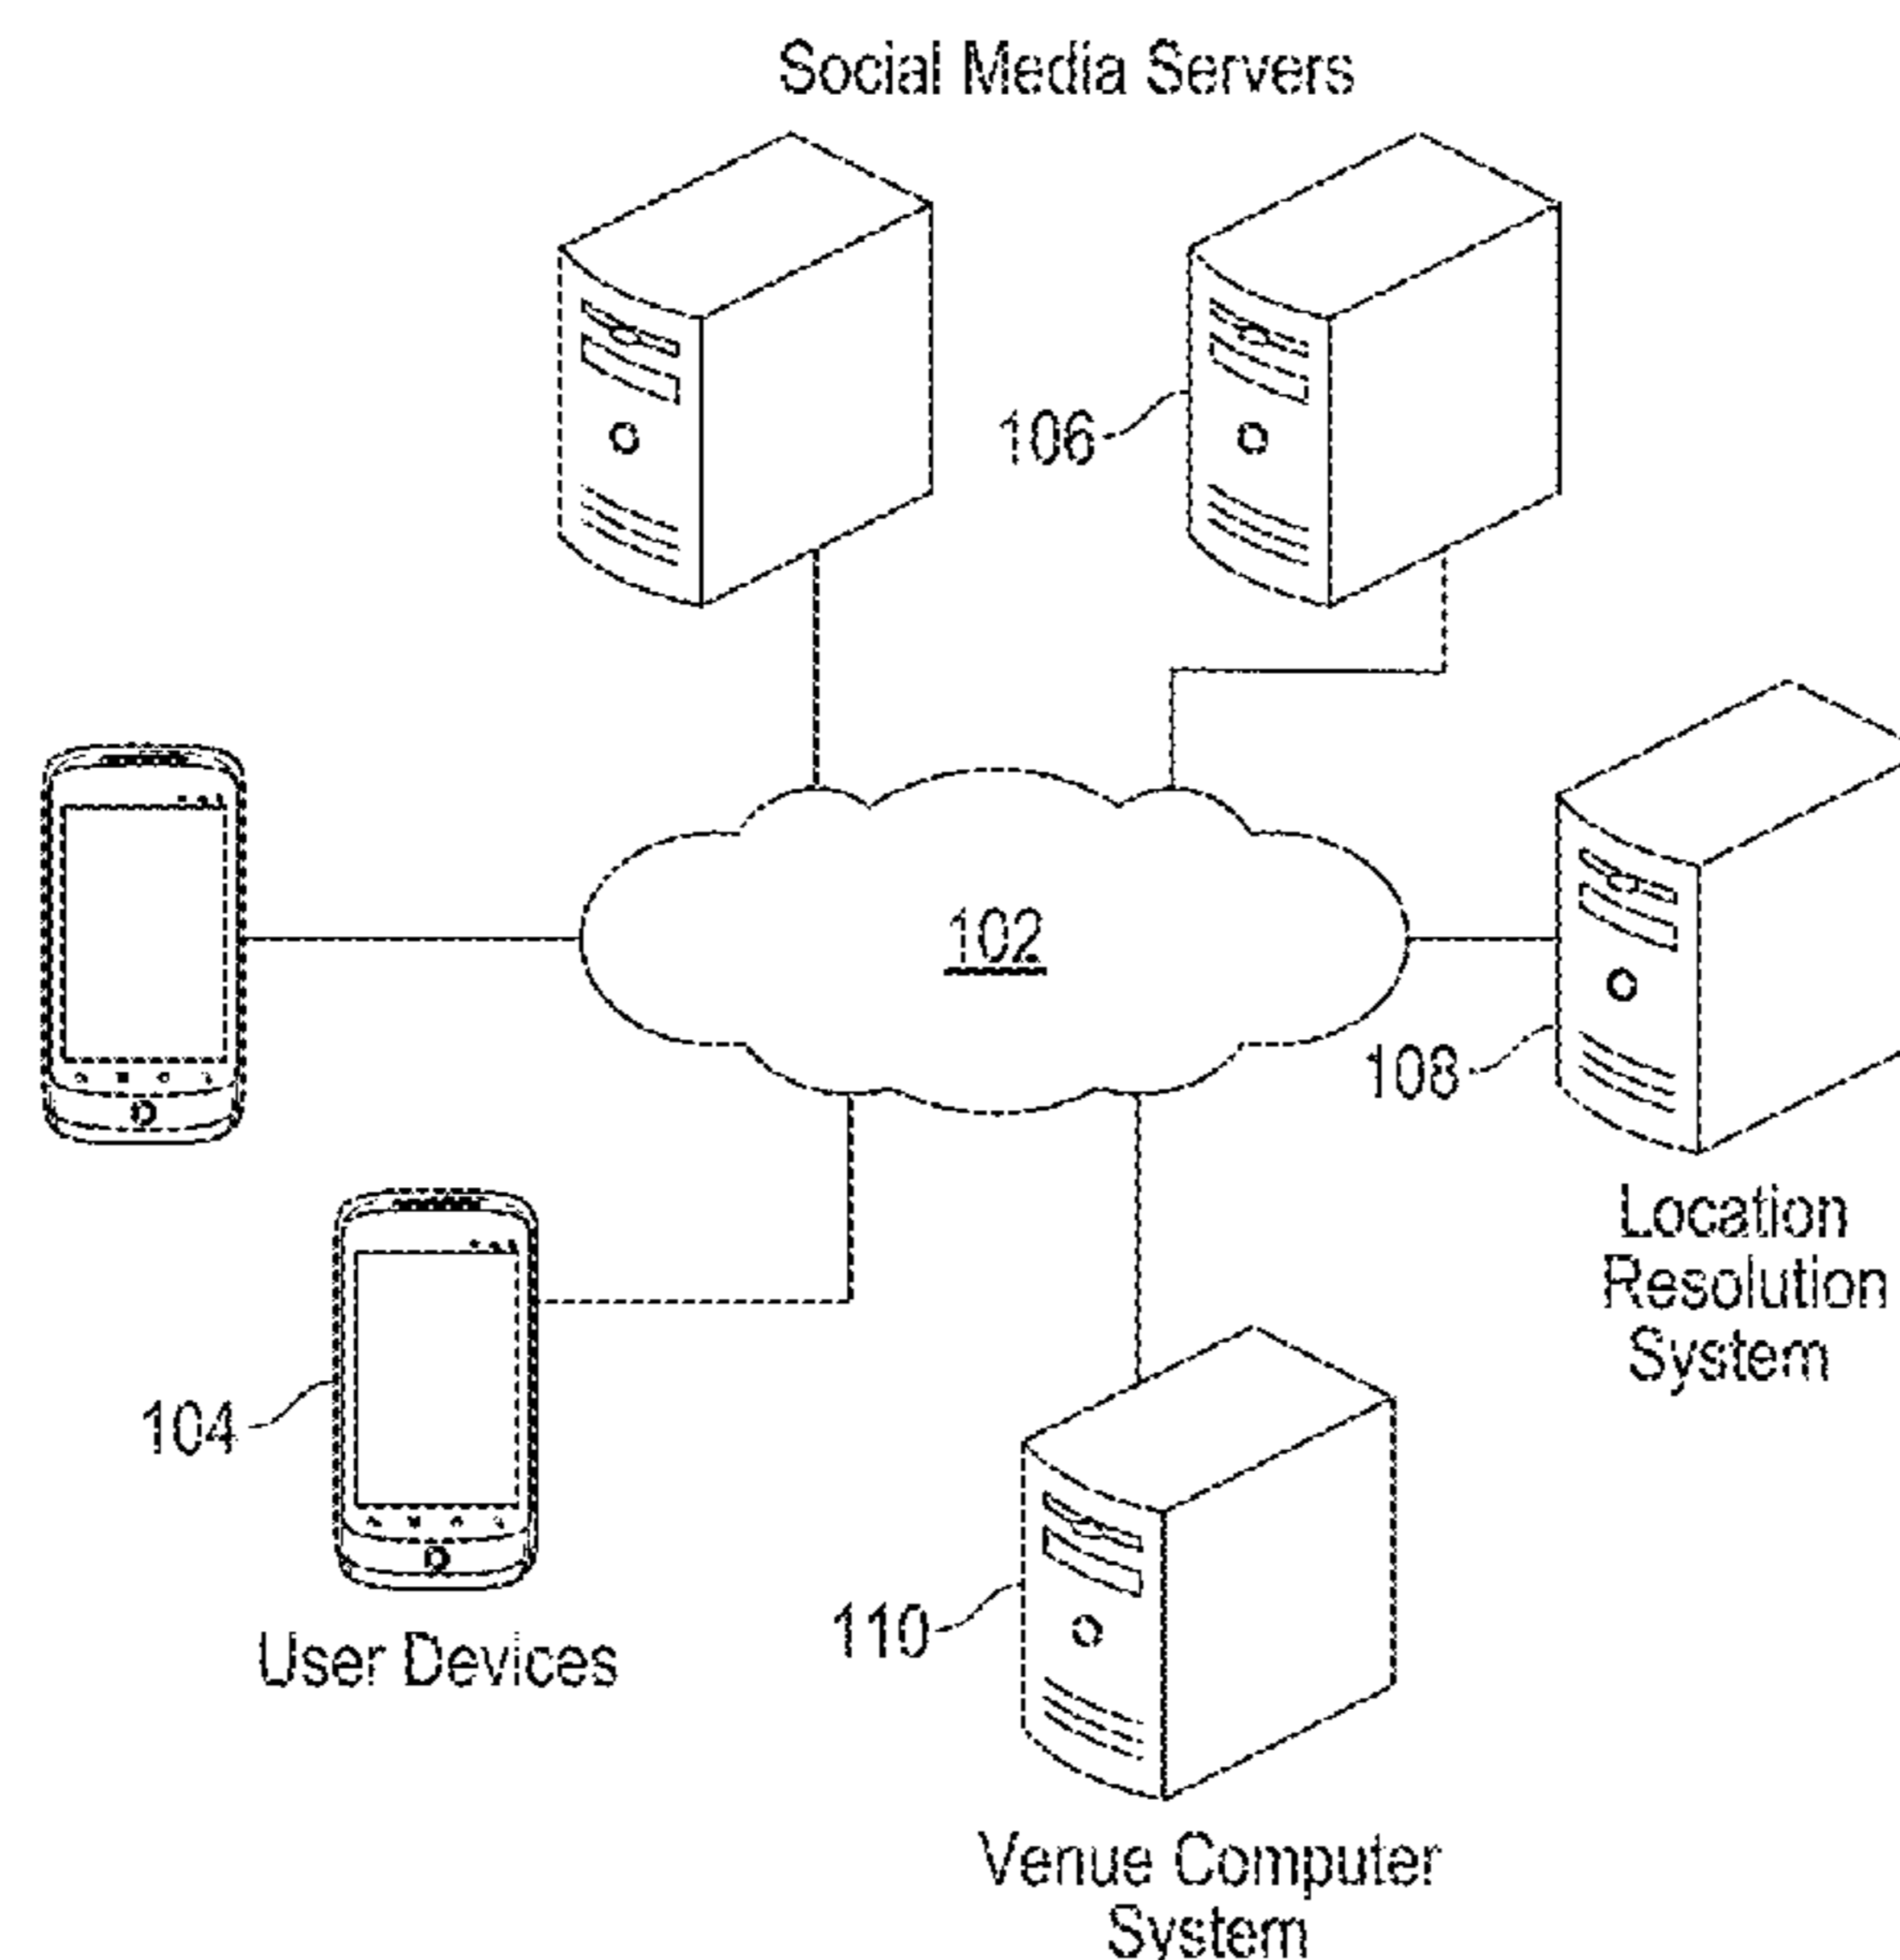 Social Media Servers
106
102
108
Location
Resolution
System
104
User Devices
110
Venue Computer
System